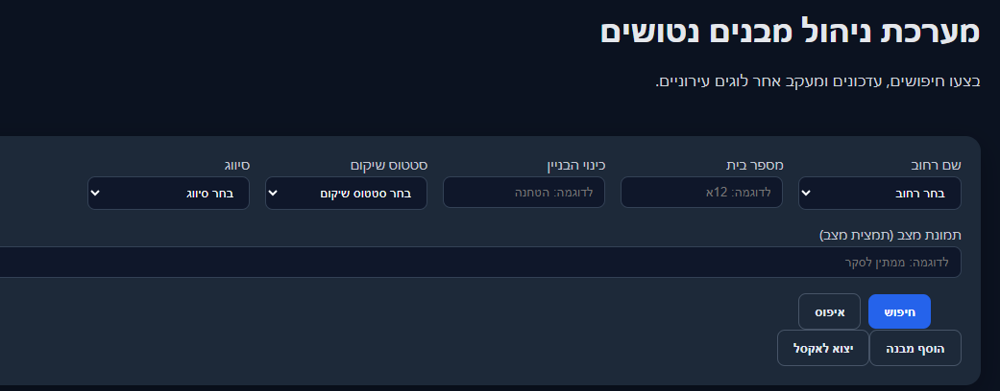 מערכת ניהול מבנים נטושים
בצעו חיפושים, עדכונים ומעקב אחר לוגים עירוניים.
שם רחוב מספר בית כינוי הבניין סטטוס שיקום סיווג
בחר רחוב לדוגמה: 12א לדוגמה: הטחנה בחר סטטוס שיקום בחר סיווג
תמונת מצב (תמצית מצב)
לדוגמה: ממתין לסקר
חיפוש איפוס
הוסף מבנה יצוא לאקסל